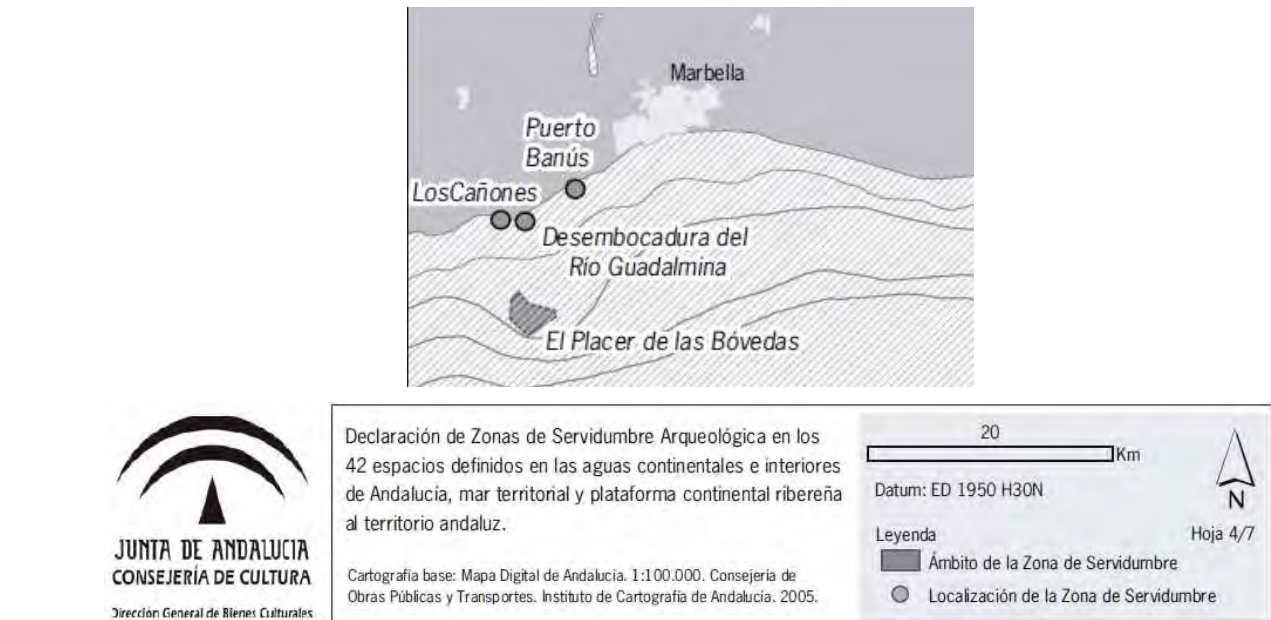 Marbella
Puerto
Banús
LosCañones
Desembocadura del
Río Guadalmina
El Placer de las Bóvedas
JUNTA DE ANDALUCIA
CONSEJERÍA DE CULTURA
Dirección General de Bienes Culturales
Declaración de Zonas de Servidumbre Arqueológica en los
42 espacios definidos en las aguas continentales e interiores
de Andalucía, mar territorial y plataforma continental ribereña
al territorio andaluz.
Cartografía base: Mapa Digital de Andalucía. 1:100.000. Consejería de
Obras Públicas y Transportes. Instituto de Cartografía de Andalucía. 2005.
20
Km
Datum: ED 1950 H30N
N
Leyenda
Hoja 4/7
Ámbito de la Zona de Servidumbre
Localización de la Zona de Servidumbre